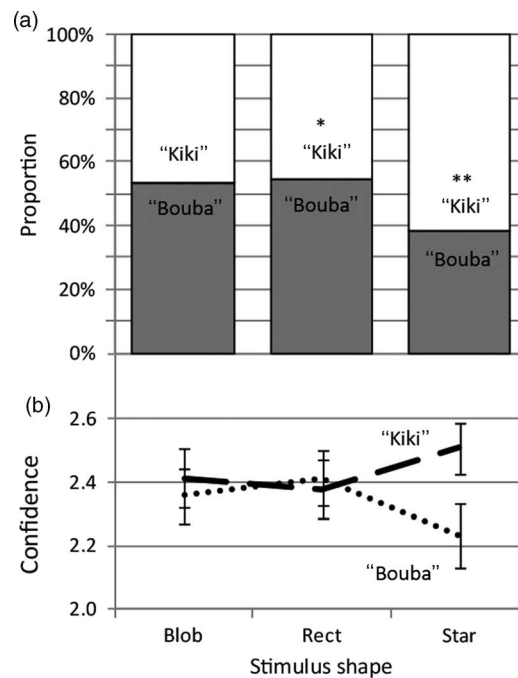 (a)
100%
80%
60%
40%
20%
0%
Proportion
“Kiki”
“Bouba”
*
“Kiki”
“Bouba”
**
“Kiki”
“Bouba”
(b)
2.6
2.4
2.2
2.0
Confidence
“Kiki”
“Bouba”
Blob Rect Star
Stimulus shape